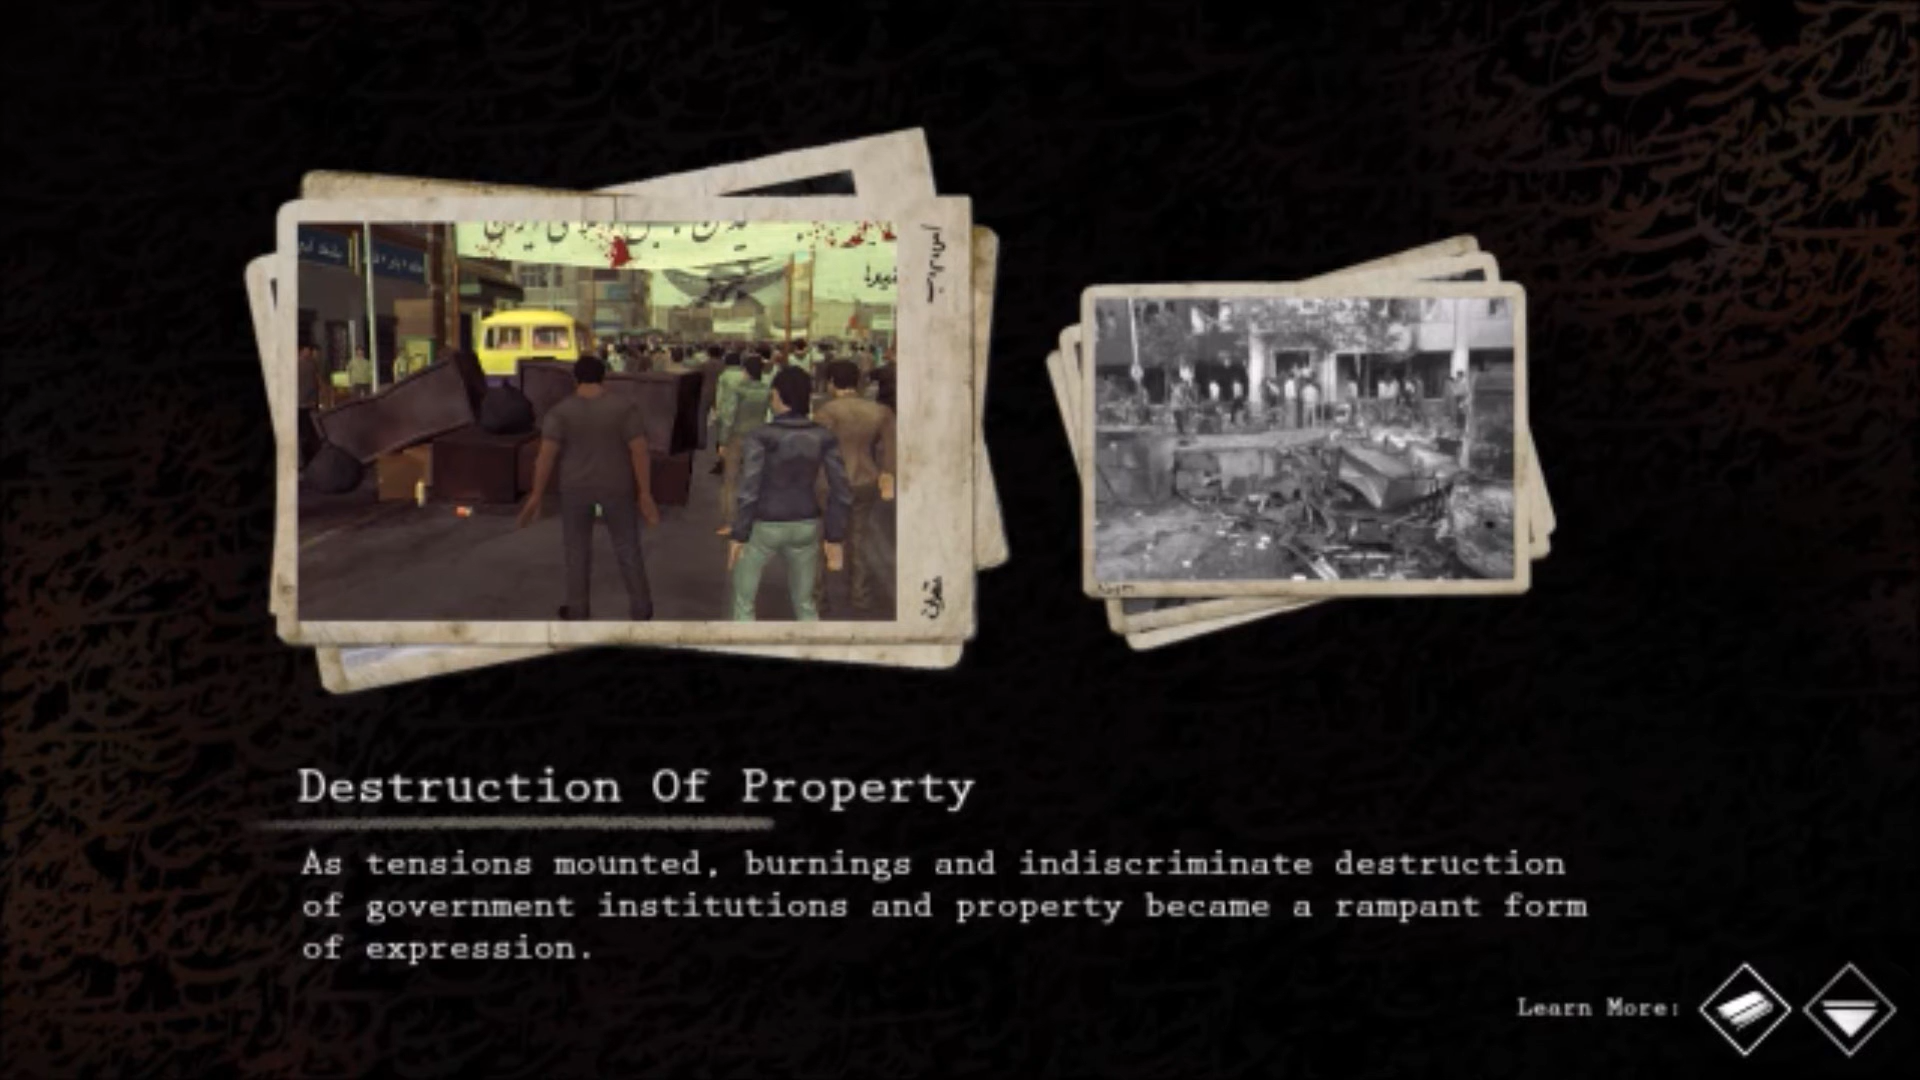 Destruction Of Property
As tensions mounted, burnings and indiscriminate destruction
of government institutions and property became a rampant form
of expression.
Learn More: